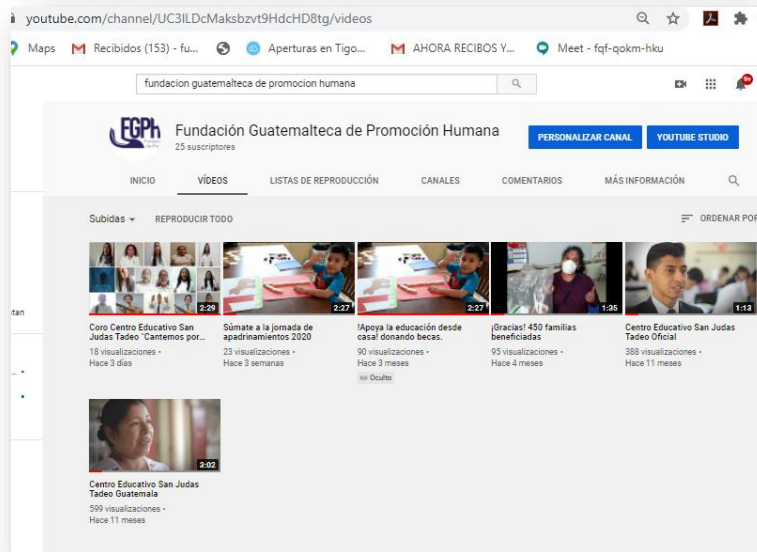 youtube.com/channel/UC3ILDcMaksbzvt9HdcHD8tg/videos
Maps Recibidos (153) - fu... Aperturas en Tigo... AHORA RECIBOS Y... Meet - fqf-qokm-hku
fundacion guatemalteca de promocion humana
9+
FGPh
Fundación Guatemalteca de Promoción Humana
25 suscriptores
PERSONALIZAR CANAL
YOUTUBE STUDIO
INICIO VÍDEOS LISTAS DE REPRODUCCIÓN CANALES COMENTARIOS MÁS INFORMACIÓN
Subidas REPRODUCIR TODO
ORDENAR POR
2:29
Coro Centro Educativo San
Judas Tadeo "Cantemos por...
18 visualizaciones ·
Hace 3 días
2:27
Súmate a la jornada de
apadrinamientos 2020
23 visualizaciones ·
Hace 3 semanas
2:27
!Apoya la educación desde
casa! donando becas.
90 visualizaciones ·
Hace 3 meses
Oculto
1:35
¡Gracias! 450 familias
beneficiadas
95 visualizaciones ·
Hace 4 meses
1:13
Centro Educativo San Judas
Tadeo Oficial
388 visualizaciones ·
Hace 11 meses
3:02
Centro Educativo San Judas
Tadeo Guatemala
599 visualizaciones ·
Hace 11 meses